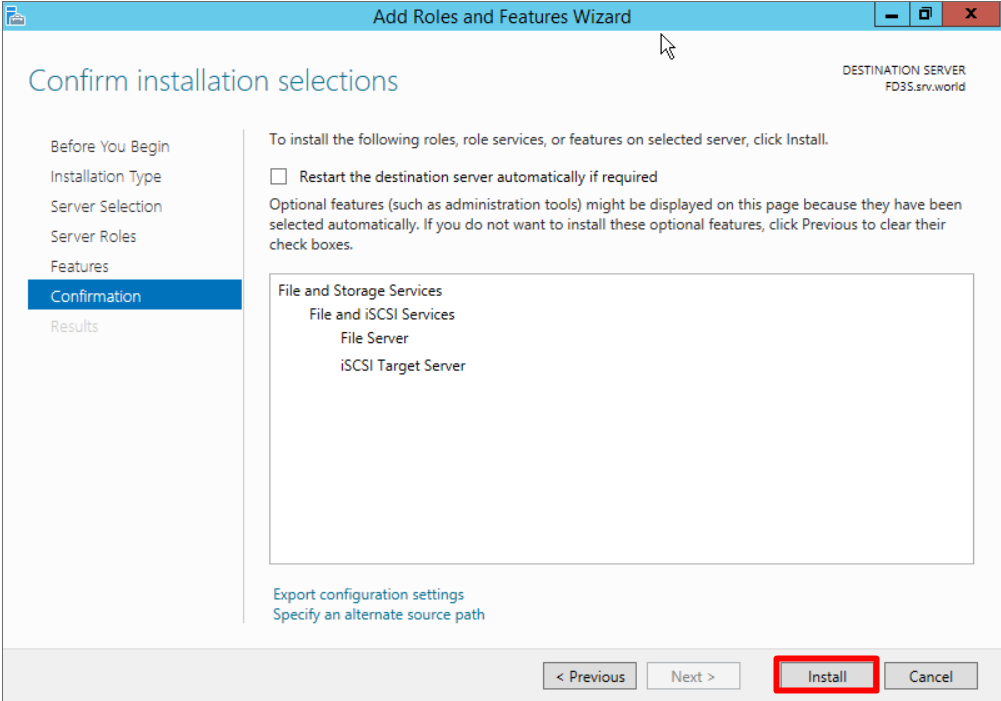 Add Roles and Features Wizard
Confirm installation selections
DESTINATION SERVER
FD3S.srv.world
Before You Begin
Installation Type
Server Selection
Server Roles
Features
Confirmation
Results
To install the following roles, role services, or features on selected server, click Install.
Restart the destination server automatically if required
Optional features (such as administration tools) might be displayed on this page because they have been
selected automatically. If you do not want to install these optional features, click Previous to clear their
check boxes.
File and Storage Services
File and iSCSI Services
File Server
iSCSI Target Server
Export configuration settings
Specify an alternate source path
< Previous
Next >
Install
Cancel